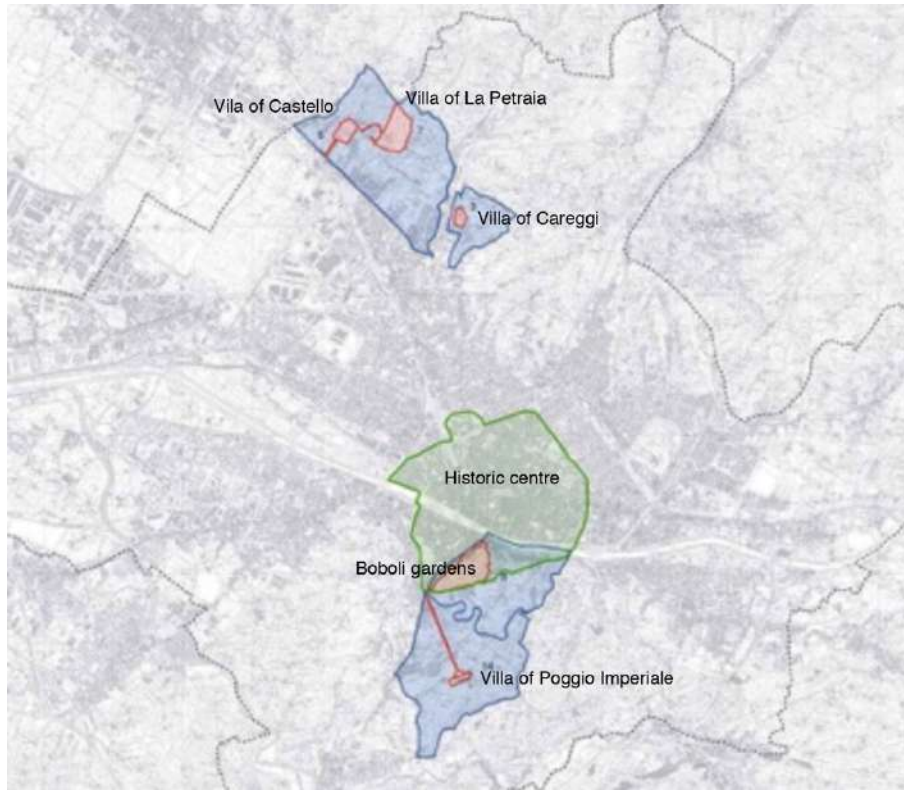 Villa of La Petraia
Vila of Castello
Villa of Careggi
Historic centre
Boboli gardens
Villa of Poggio Imperiale